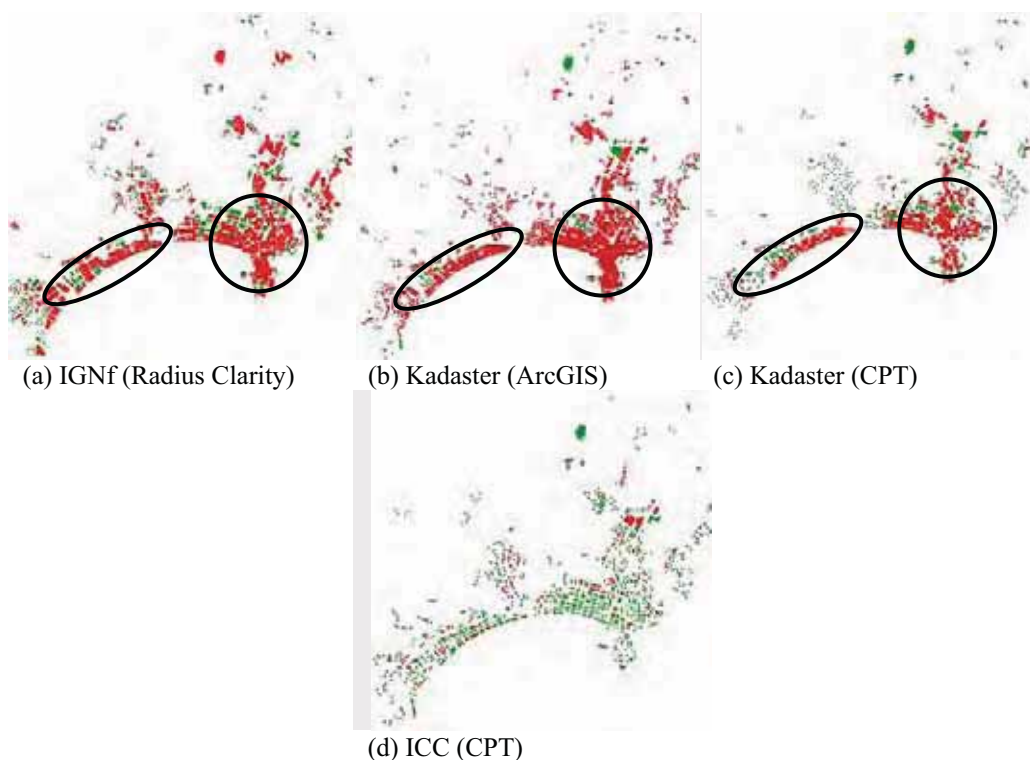 (a) IGNf (Radius Clarity)
(b) Kadaster (ArcGIS)
(c) Kadaster (CPT)
(d) ICC (CPT)